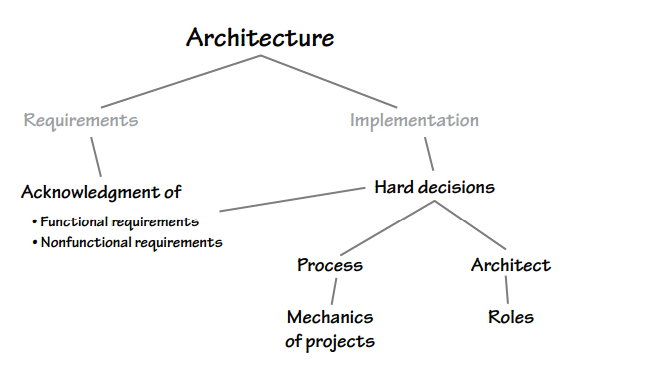 Architecture
Requirements
Implementation
Acknowledgment of
• Functional requirements
• Nonfunctional requirements
Hard decisions
Process
Architect
Mechanics
of projects
Roles